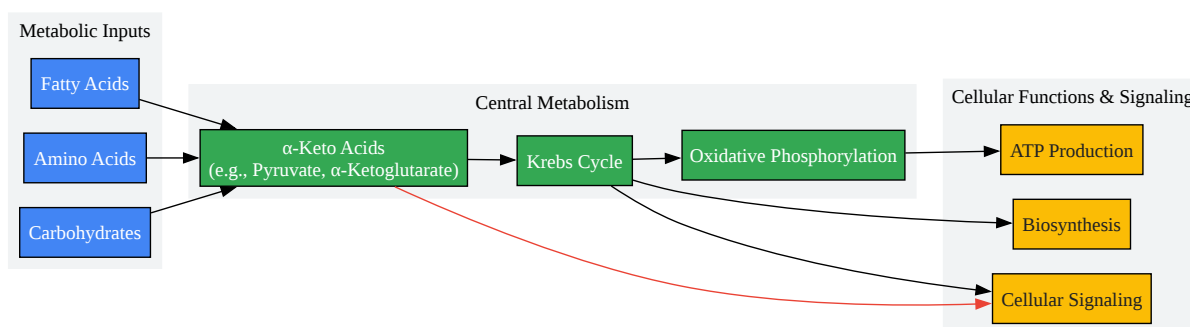 Metabolic Inputs
Fatty Acids
Amino Acids
Carbohydrates
Central Metabolism
α-Keto Acids
(e.g., Pyruvate, α-Ketoglutarate)
Krebs Cycle
Oxidative Phosphorylation
Cellular Functions & Signaling
ATP Production
Biosynthesis
Cellular Signaling